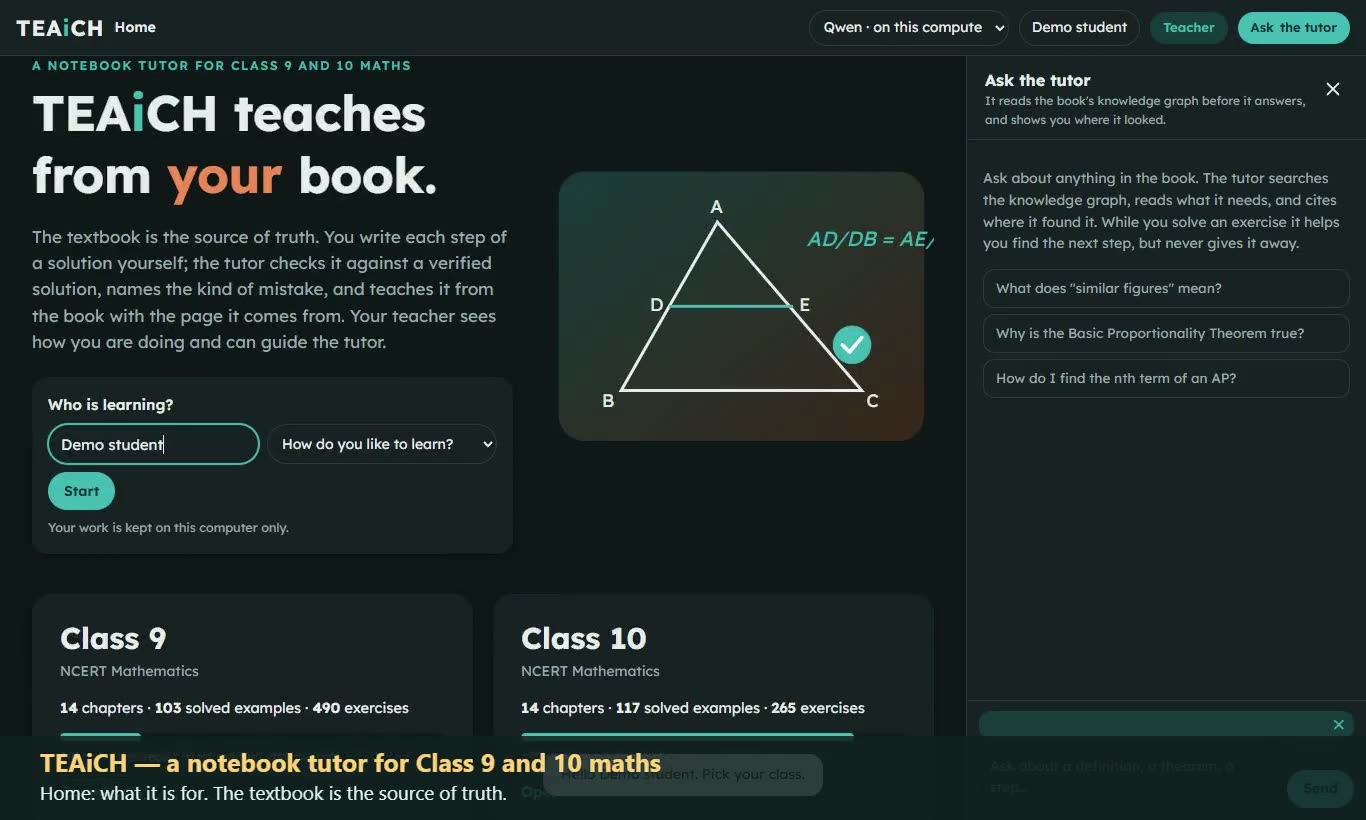 TEAiCH Home
Qwen · on this compute
Demo student
Teacher
Ask the tutor
A NOTEBOOK TUTOR FOR CLASS 9 AND 10 MATHS
TEAiCH teaches
from your book.
The textbook is the source of truth. You write each step of
a solution yourself; the tutor checks it against a verified
solution, names the kind of mistake, and teaches it from
the book with the page it comes from. Your teacher sees
how you are doing and can guide the tutor.
Who is learning?
Demo student
How do you like to learn?
Start
Your work is kept on this computer only.
A
AD/DB = AE/
D
E
B
C
Class 9
NCERT Mathematics
14 chapters · 103 solved examples · 490 exercises
Class 10
NCERT Mathematics
14 chapters · 117 solved examples · 265 exercises
Ask the tutor
It reads the book's knowledge graph before it answers,
and shows you where it looked.
Ask about anything in the book. The tutor searches
the knowledge graph, reads what it needs, and cites
where it found it. While you solve an exercise it helps
you find the next step, but never gives it away.
What does "similar figures" mean?
Why is the Basic Proportionality Theorem true?
How do I find the nth term of an AP?
Ask about a definition, a theorem, a
step...
Send
Hello Demo student. Pick your class.
TEAiCH — a notebook tutor for Class 9 and 10 maths
Home: what it is for. The textbook is the source of truth.